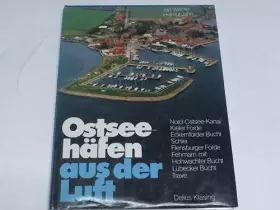 Ostsee
häfen
aus der
Luft
Nord-Ostsee-Kanal
Kieler Förde
Eckernförder Bucht
Schlei
Flensburger Förde
Fehmarn mit
Hohwachter Bucht
Lübecker Bucht
Trave
Delius Klasing